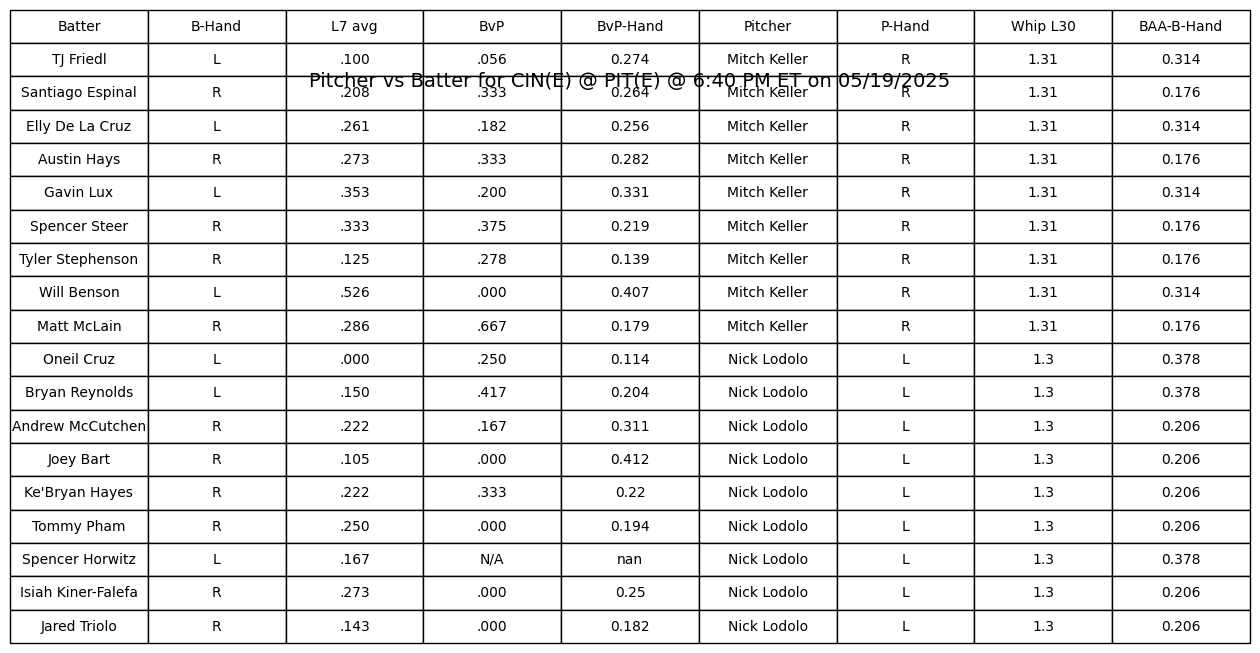 Batter B-Hand L7 avg BvP BvP-Hand Pitcher P-Hand Whip L30 BAA-B-Hand
TJ Friedl L .100 .056 0.274 Mitch Keller R 1.31 0.314
Pitcher vs Batter for CIN(E) @ PIT(E) @ 6:40 PM ET on 05/19/2025
Santiago Espinal R .208 .333 0.264 Mitch Keller R 1.31 0.176
Elly De La Cruz L .261 .182 0.256 Mitch Keller R 1.31 0.314
Austin Hays R .273 .333 0.282 Mitch Keller R 1.31 0.176
Gavin Lux L .353 .200 0.331 Mitch Keller R 1.31 0.314
Spencer Steer R .333 .375 0.219 Mitch Keller R 1.31 0.176
Tyler Stephenson R .125 .278 0.139 Mitch Keller R 1.31 0.176
Will Benson L .526 .000 0.407 Mitch Keller R 1.31 0.314
Matt McLain R .286 .667 0.179 Mitch Keller R 1.31 0.176
Oneil Cruz L .000 .250 0.114 Nick Lodolo L 1.3 0.378
Bryan Reynolds L .150 .417 0.204 Nick Lodolo L 1.3 0.378
Andrew McCutchen R .222 .167 0.311 Nick Lodolo L 1.3 0.206
Joey Bart R .105 .000 0.412 Nick Lodolo L 1.3 0.206
Ke'Bryan Hayes R .222 .333 0.22 Nick Lodolo L 1.3 0.206
Tommy Pham R .250 .000 0.194 Nick Lodolo L 1.3 0.206
Spencer Horwitz L .167 N/A nan Nick Lodolo L 1.3 0.378
Isiah Kiner-Falefa R .273 .000 0.25 Nick Lodolo L 1.3 0.206
Jared Triolo R .143 .000 0.182 Nick Lodolo L 1.3 0.206